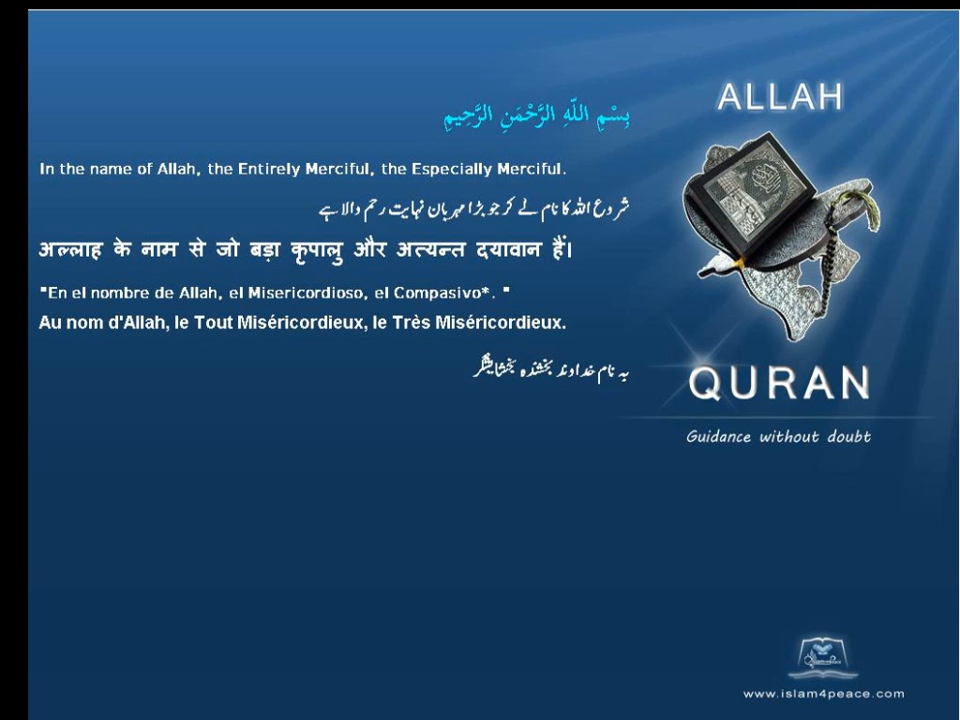 بِسْمِ اللَّهِ الرَّحْمَنِ الرَّحِيمِ
In the name of Allah, the Entirely Merciful, the Especially Merciful.
شروع الله کا نام لے کر جو بڑا مہربان نہایت رحم والا ہے
अल्लाह के नाम से जो बड़ा कृपालु और अत्यन्त दयावान हैं।
"En el nombre de Allah, el Misericordioso, el Compasivo*. "
Au nom d'Allah, le Tout Miséricordieux, le Très Miséricordieux.
به نام خداوند بخشنده بخشایشگر
ALLAH
QURAN
Guidance without doubt
www.islam4peace.com